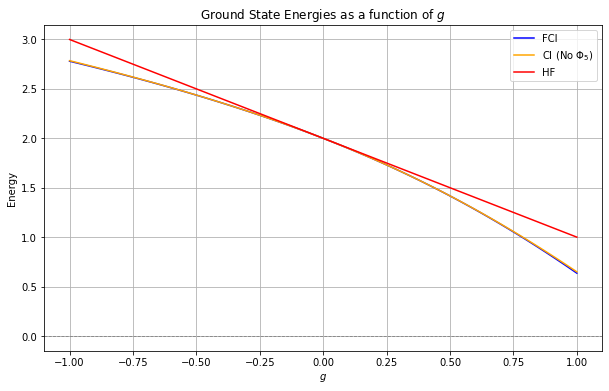 Ground State Energies as a function of g
FCI
CI (No Φ₅)
HF
Energy
3.0
2.5
2.0
1.5
1.0
0.5
0.0
−1.00 −0.75 −0.50 −0.25 0.00 0.25 0.50 0.75 1.00
g